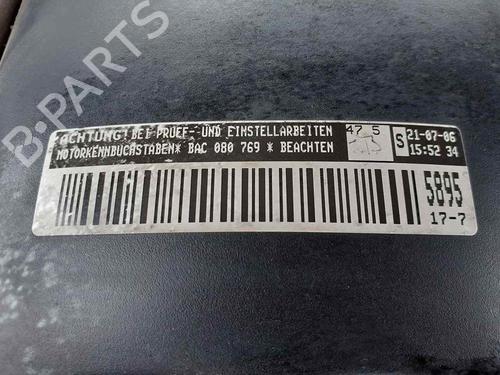 ACHTUNG! BEI PRUEF- UND EINSTELLARBEITEN
MOTORKENNBUCHSTABEN* BAC 080 769 * BEACHTEN
47 5
S
21-07-06
15:52 34
5895
17-7
B-PARTS